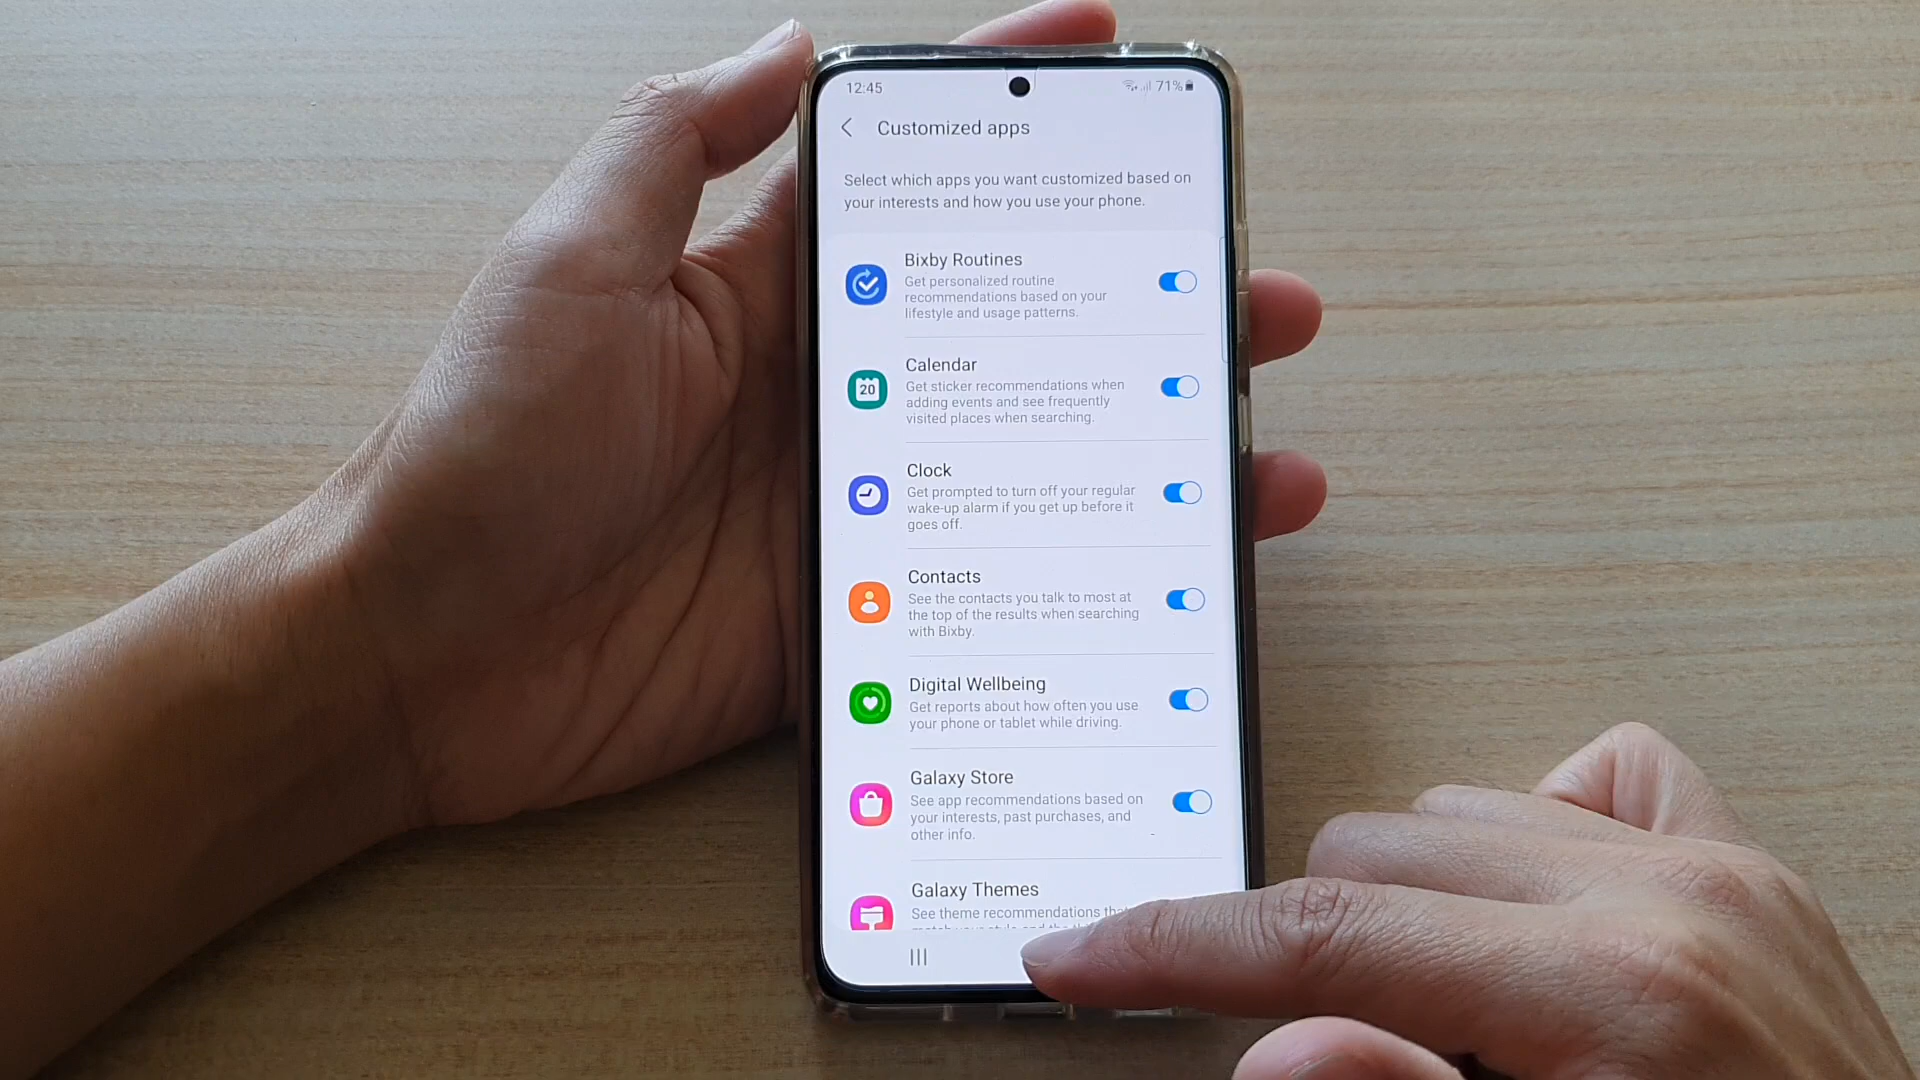 12:45
71%
Customized apps
Select which apps you want customized based on
your interests and how you use your phone.
Bixby Routines
Get personalized routine
recommendations based on your
lifestyle and usage patterns.
Calendar
20
Get sticker recommendations when
adding events and see frequently
visited places when searching.
Clock
Get prompted to turn off your regular
wake-up alarm if you get up before it
goes off.
Contacts
See the contacts you talk to most at
the top of the results when searching
with Bixby.
Digital Wellbeing
Get reports about how often you use
your phone or tablet while driving.
Galaxy Store
See app recommendations based on
your interests, past purchases, and
other info.
Galaxy Themes
See theme recommendations